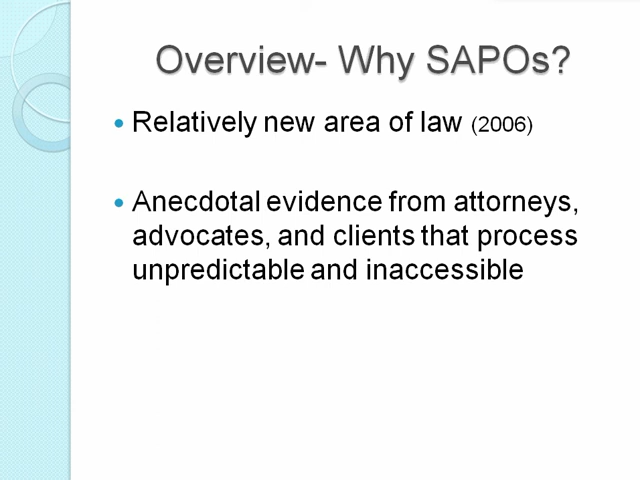 Overview- Why SAPOs?
Relatively new area of law (2006)
Anecdotal evidence from attorneys,
advocates, and clients that process
unpredictable and inaccessible